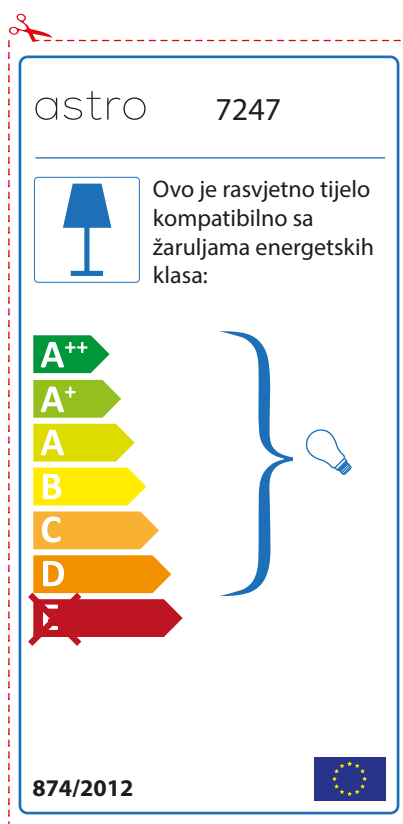 astro 7247
Ovo je rasvjetno tijelo
kompatibilno sa
žaruljama energetskih
klasa:
A++
A+
A
B
C
D
E
874/2012